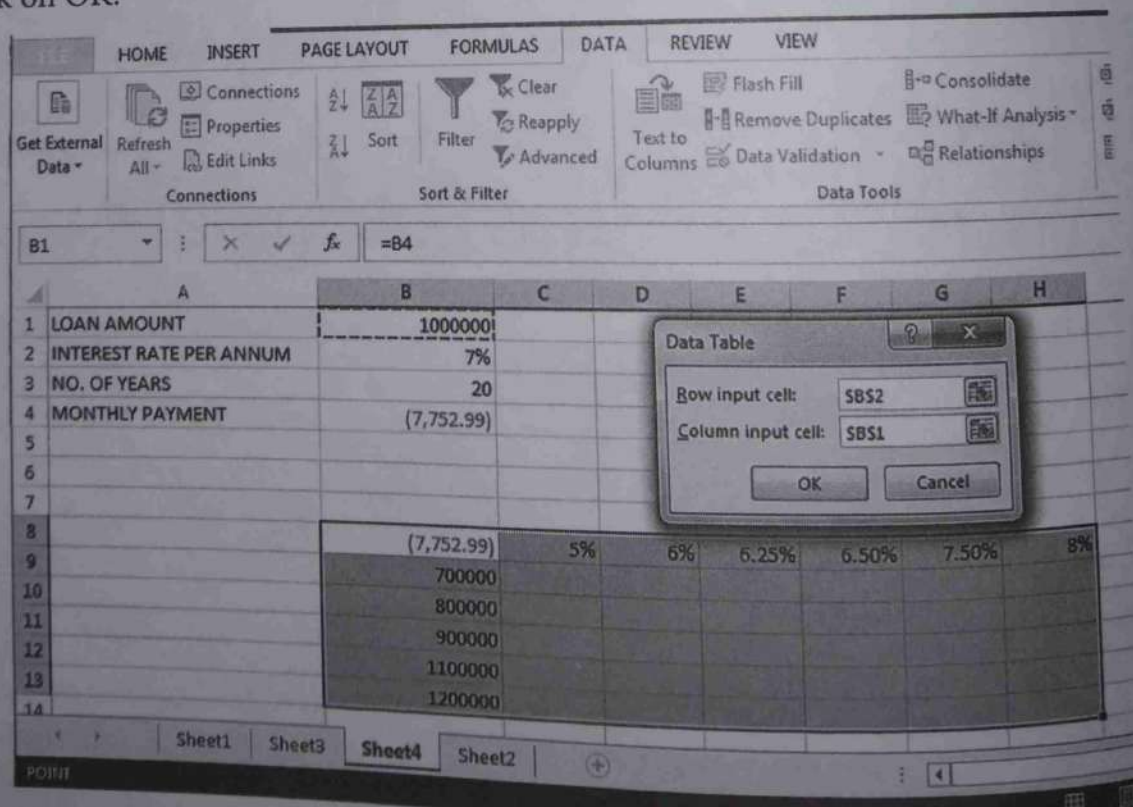 on OK.
HOME INSERT PAGE LAYOUT FORMULAS DATA REVIEW VIEW
Get External Data
Refresh All
Connections
Properties
Edit Links
Connections
Sort
Filter
Clear
Reapply
Advanced
Sort & Filter
Text to Columns
Flash Fill
Remove Duplicates
Data Validation
Consolidate
What-If Analysis
Relationships
Data Tools
B1 fx =B4
A B C D E F G H
1 LOAN AMOUNT 1000000
2 INTEREST RATE PER ANNUM 7%
3 NO. OF YEARS 20
4 MONTHLY PAYMENT (7,752.99)
5
6
7
8 (7,752.99) 5% 6% 6.25% 6.50% 7.50% 8%
9 700000
10 800000
11 900000
12 1100000
13 1200000
14
Data Table
Row input cell: $B$2
Column input cell: $B$1
OK Cancel
Sheet1 Sheet3 Sheet4 Sheet2
POINT